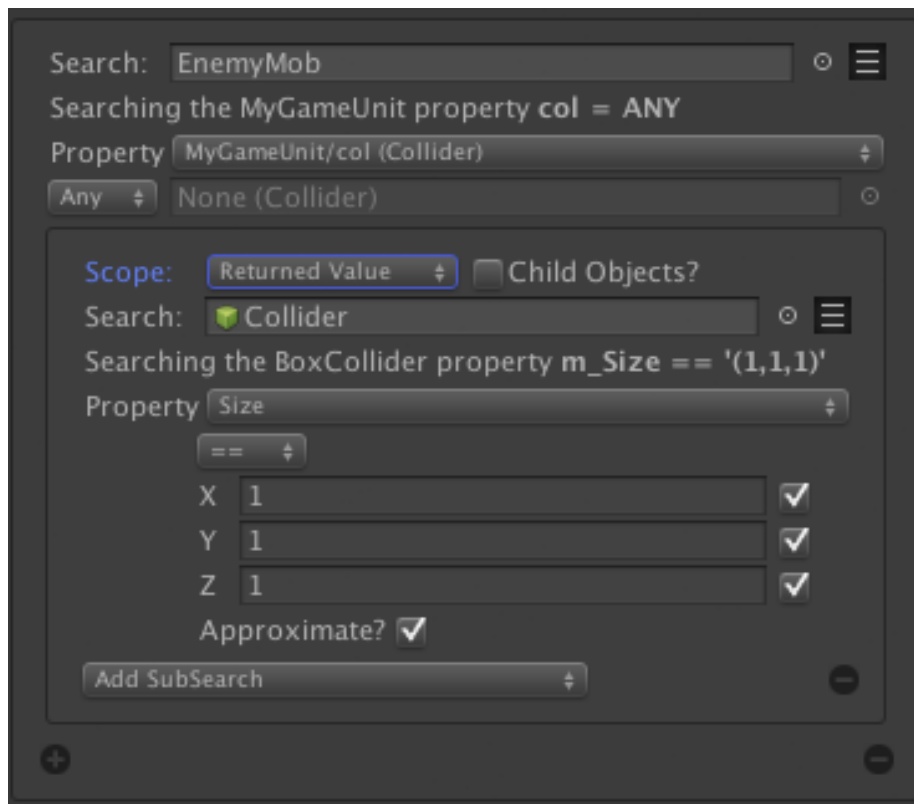 Search: EnemyMob
Searching the MyGameUnit property col = ANY
Property MyGameUnit/col (Collider)
Any None (Collider)
Scope: Returned Value Child Objects?
Search: Collider
Searching the BoxCollider property m_Size == '(1,1,1)'
Property Size
==
X 1
Y 1
Z 1
Approximate?
Add SubSearch